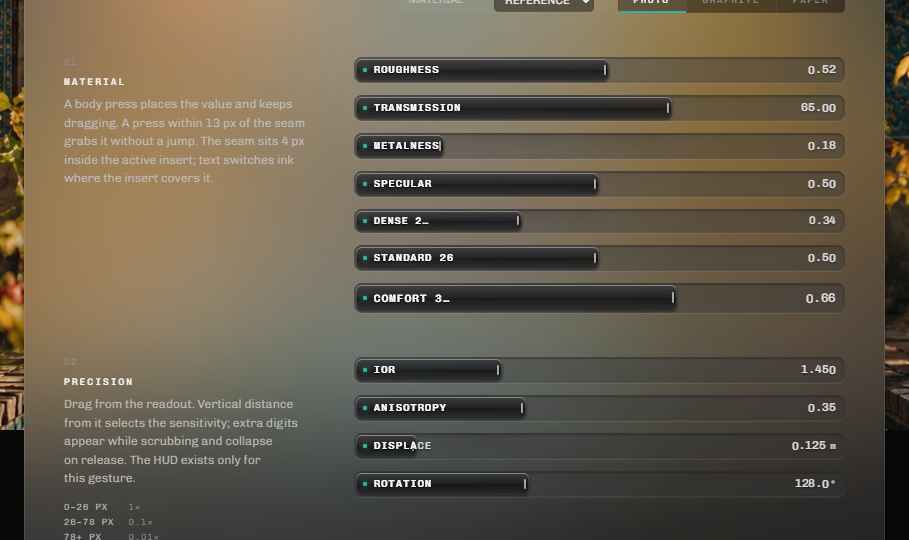 MATERIAL
REFERENCE
PHOTO
GRAPHITE
PAPER
01
MATERIAL
A body press places the value and keeps
dragging. A press within 13 px of the seam
grabs it without a jump. The seam sits 4 px
inside the active insert; text switches ink
where the insert covers it.
ROUGHNESS 0.52
TRANSMISSION 65.00
METALNESS 0.18
SPECULAR 0.50
DENSE 2… 0.34
STANDARD 26 0.50
COMFORT 3… 0.66
02
PRECISION
Drag from the readout. Vertical distance
from it selects the sensitivity; extra digits
appear while scrubbing and collapse
on release. The HUD exists only for
this gesture.
0–26 PX 1×
26–78 PX 0.1×
78+ PX 0.01×
IOR 1.450
ANISOTROPY 0.35
DISPLACE 0.125 m
ROTATION 128.0°